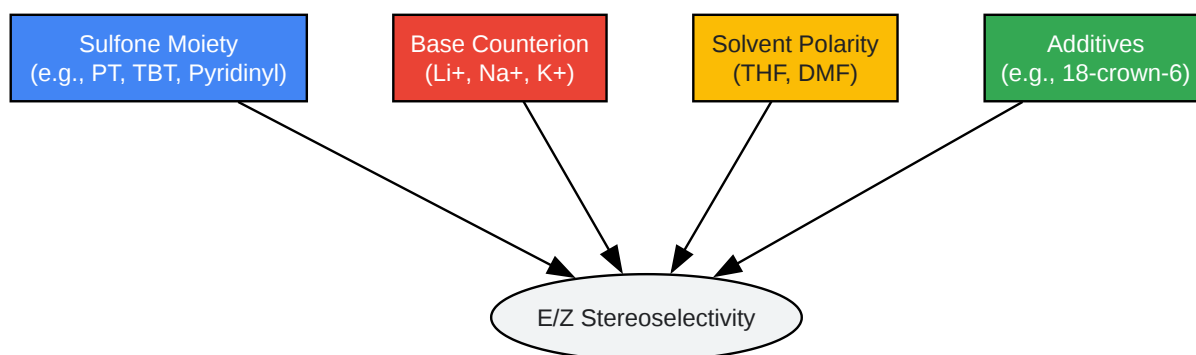 Sulfone Moiety
(e.g., PT, TBT, Pyridinyl)
Base Counterion
(Li+, Na+, K+)
Solvent Polarity
(THF, DMF)
Additives
(e.g., 18-crown-6)
E/Z Stereoselectivity